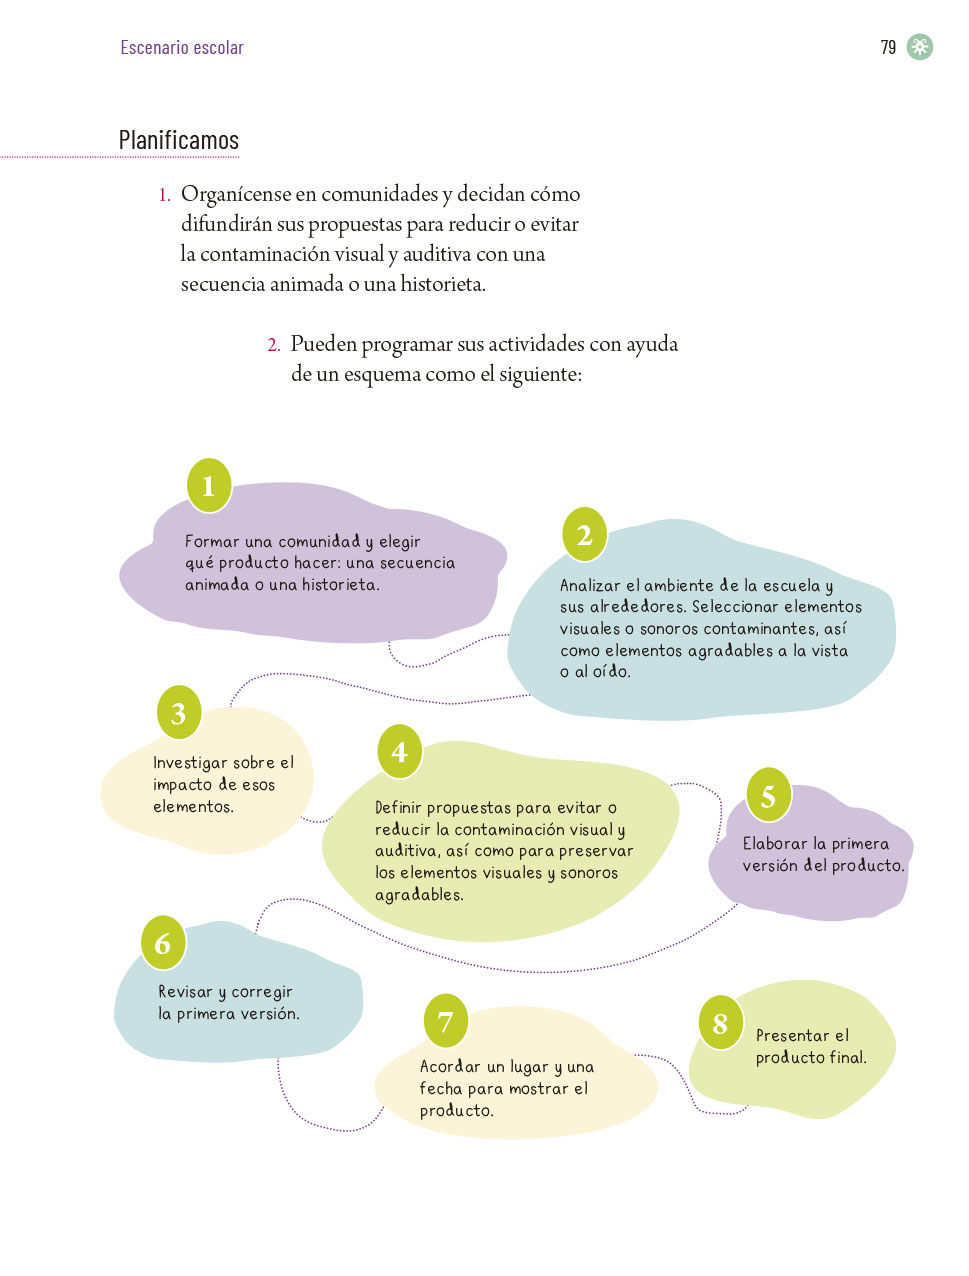 Escenario escolar
79
Planificamos
1. Organícense en comunidades y decidan cómo
difundirán sus propuestas para reducir o evitar
la contaminación visual y auditiva con una
secuencia animada o una historieta.
2. Pueden programar sus actividades con ayuda
de un esquema como el siguiente:
1
Formar una comunidad y elegir
qué producto hacer: una secuencia
animada o una historieta.
2
Analizar el ambiente de la escuela y
sus alrededores. Seleccionar elementos
visuales o sonoros contaminantes, así
como elementos agradables a la vista
o al oído.
3
Investigar sobre el
impacto de esos
elementos.
4
Definir propuestas para evitar o
reducir la contaminación visual y
auditiva, así como para preservar
los elementos visuales y sonoros
agradables.
5
Elaborar la primera
versión del producto.
6
Revisar y corregir
la primera versión.
7
Acordar un lugar y una
fecha para mostrar el
producto.
8
Presentar el
producto final.